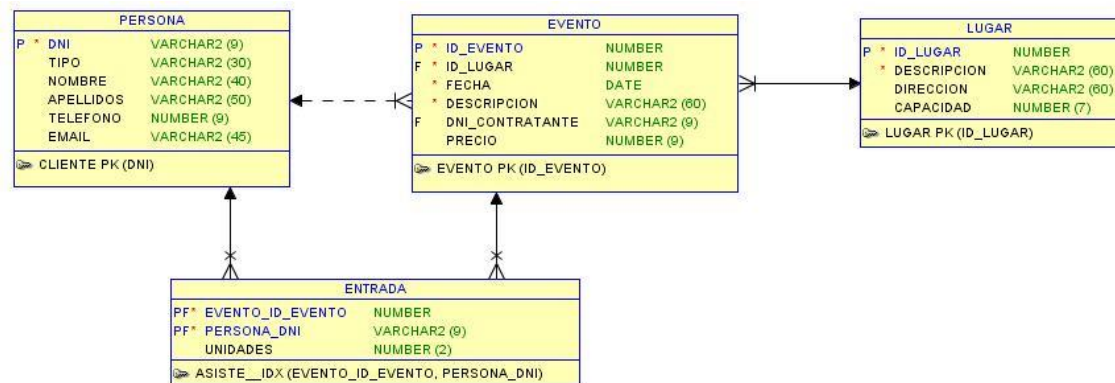 PERSONA
P * DNI VARCHAR2 (9)
TIPO VARCHAR2 (30)
NOMBRE VARCHAR2 (40)
APELLIDOS VARCHAR2 (50)
TELEFONO NUMBER (9)
EMAIL VARCHAR2 (45)
CLIENTE PK (DNI)
EVENTO
P * ID_EVENTO NUMBER
F * ID_LUGAR NUMBER
* FECHA DATE
* DESCRIPCION VARCHAR2 (60)
F DNI_CONTRATANTE VARCHAR2 (9)
PRECIO NUMBER (9)
EVENTO PK (ID_EVENTO)
LUGAR
P * ID_LUGAR NUMBER
* DESCRIPCION VARCHAR2 (60)
DIRECCION VARCHAR2 (60)
CAPACIDAD NUMBER (7)
LUGAR PK (ID_LUGAR)
ENTRADA
PF* EVENTO_ID_EVENTO NUMBER
PF* PERSONA_DNI VARCHAR2 (9)
UNIDADES NUMBER (2)
ASISTE__IDX (EVENTO_ID_EVENTO, PERSONA_DNI)